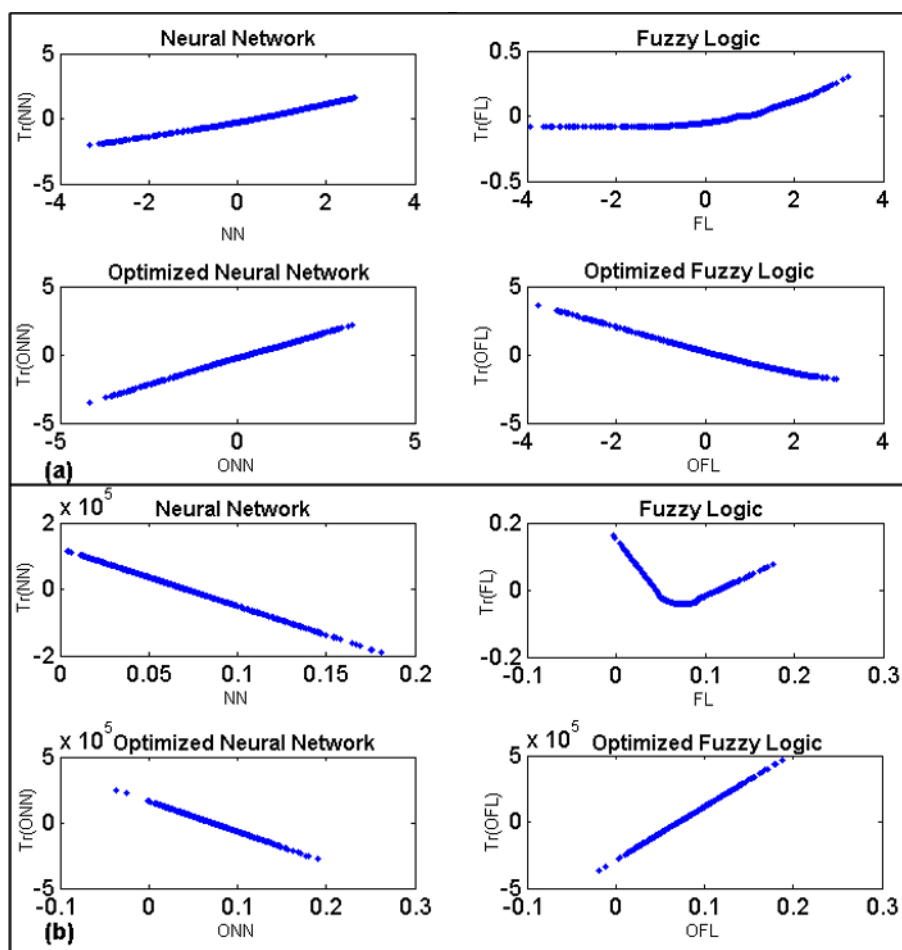 Neural Network
Tr(NN)
5
0
-5
-4 -2 0 2 4
NN
Fuzzy Logic
Tr(FL)
0.5
0
-0.5
-4 -2 0 2 4
FL
Optimized Neural Network
Tr(ONN)
5
0
-5
-5 0 5
ONN
Optimized Fuzzy Logic
Tr(OFL)
5
0
-5
-4 -2 0 2 4
OFL
(a)
x 10^5
Neural Network
Tr(NN)
2
0
-2
0 0.05 0.1 0.15 0.2
NN
Fuzzy Logic
Tr(FL)
0.2
0
-0.2
-0.1 0 0.1 0.2 0.3
FL
x 10^5
Optimized Neural Network
Tr(ONN)
5
0
-5
-0.1 0 0.1 0.2 0.3
ONN
x 10^5
Optimized Fuzzy Logic
Tr(OFL)
5
0
-5
-0.1 0 0.1 0.2 0.3
OFL
(b)